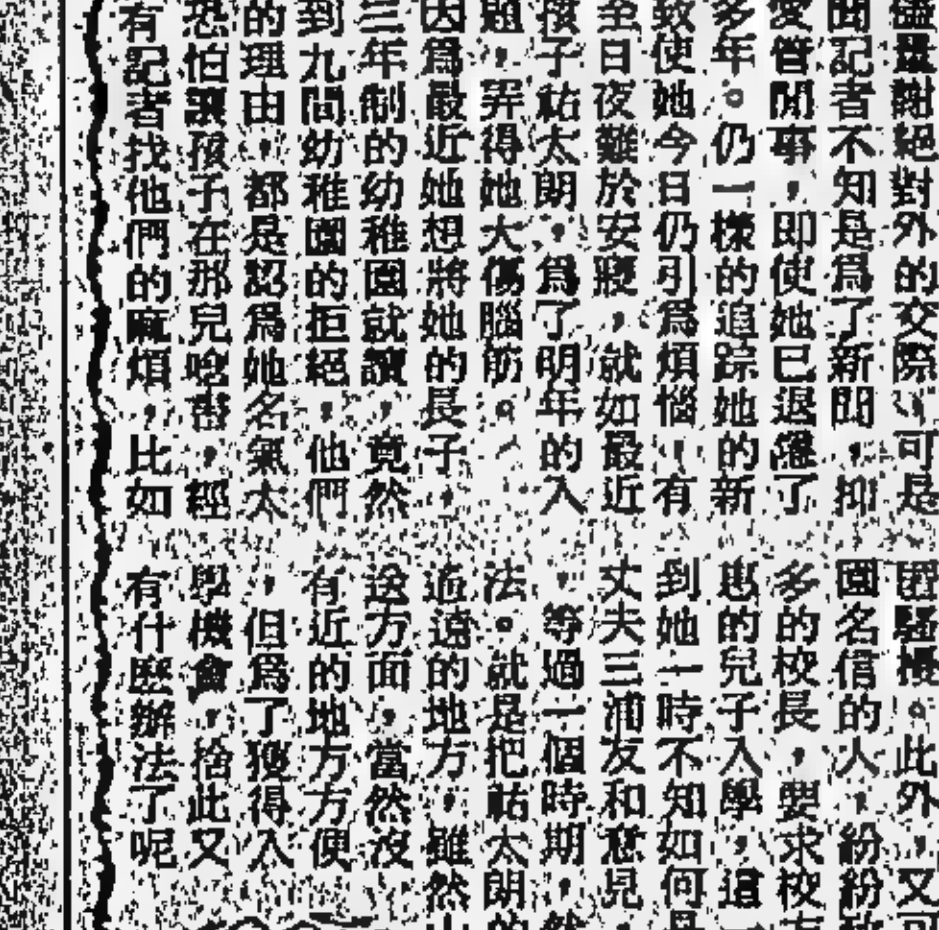 儘量謝絕對外的交際，可是
聞記者不知是爲了新聞，抑
愛管閒事，即使她已退隱了
多年。仍一樣的追踪她的新
致使她今日仍引爲煩惱，有
至日夜難於安寢，就如最近
孩子祐太朗，爲了明年的入
題，弄得她大傷腦筋。
因爲最近她想將她的長子，
三年制的幼稚園就讀，竟然
到九間幼稚園的拒絕，他們
的理由，都是認爲她名氣太
恐怕讓孩子在那兒唸書，經
有記者找他們的麻煩，比如
騷擾。此外，又可
園名信的人，紛紛致
多的校長，要求校
惠的兒子入學，這一
到她一時不知如何是
丈夫三浦友和意見
，等過一個時期，然
法。就是把祐太朗的
過遠的地方，雖然
送方面，當然沒
有近的地方方便
，但爲了獲得入
學機會，捨此又
有什麼辦法了呢